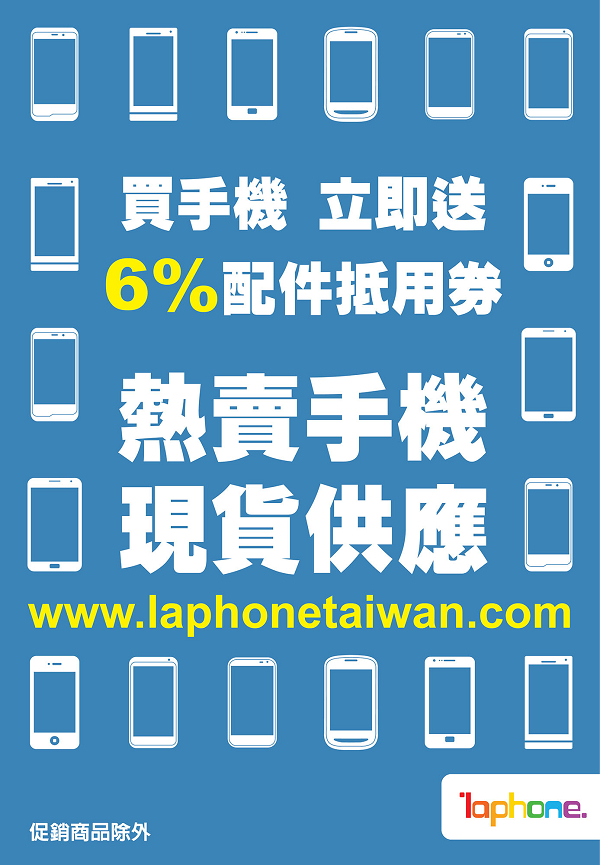 買手機 立即送
6%配件抵用券
熱賣手機
現貨供應
www.laphonetaiwan.com
laphone.
促銷商品除外